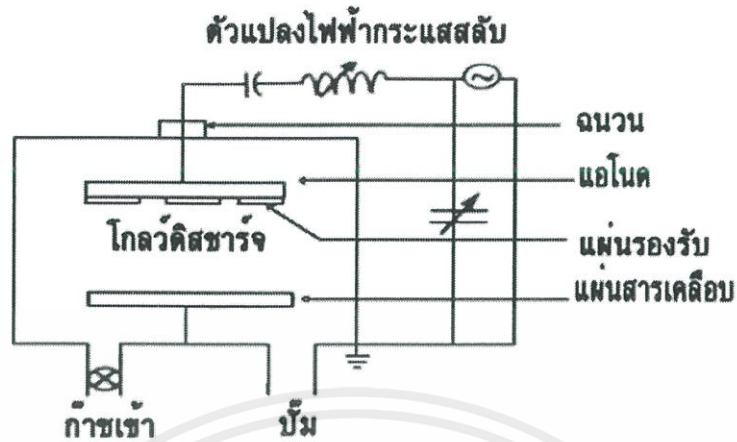 ตัวแปลงไฟฟ้ากระแสสลับ
ฉนวน
แอโนด
โกลว์ดิสชาร์จ
แผ่นรองรับ
แผ่นสารเคลือบ
ก๊าซเข้า
ปั๊ม